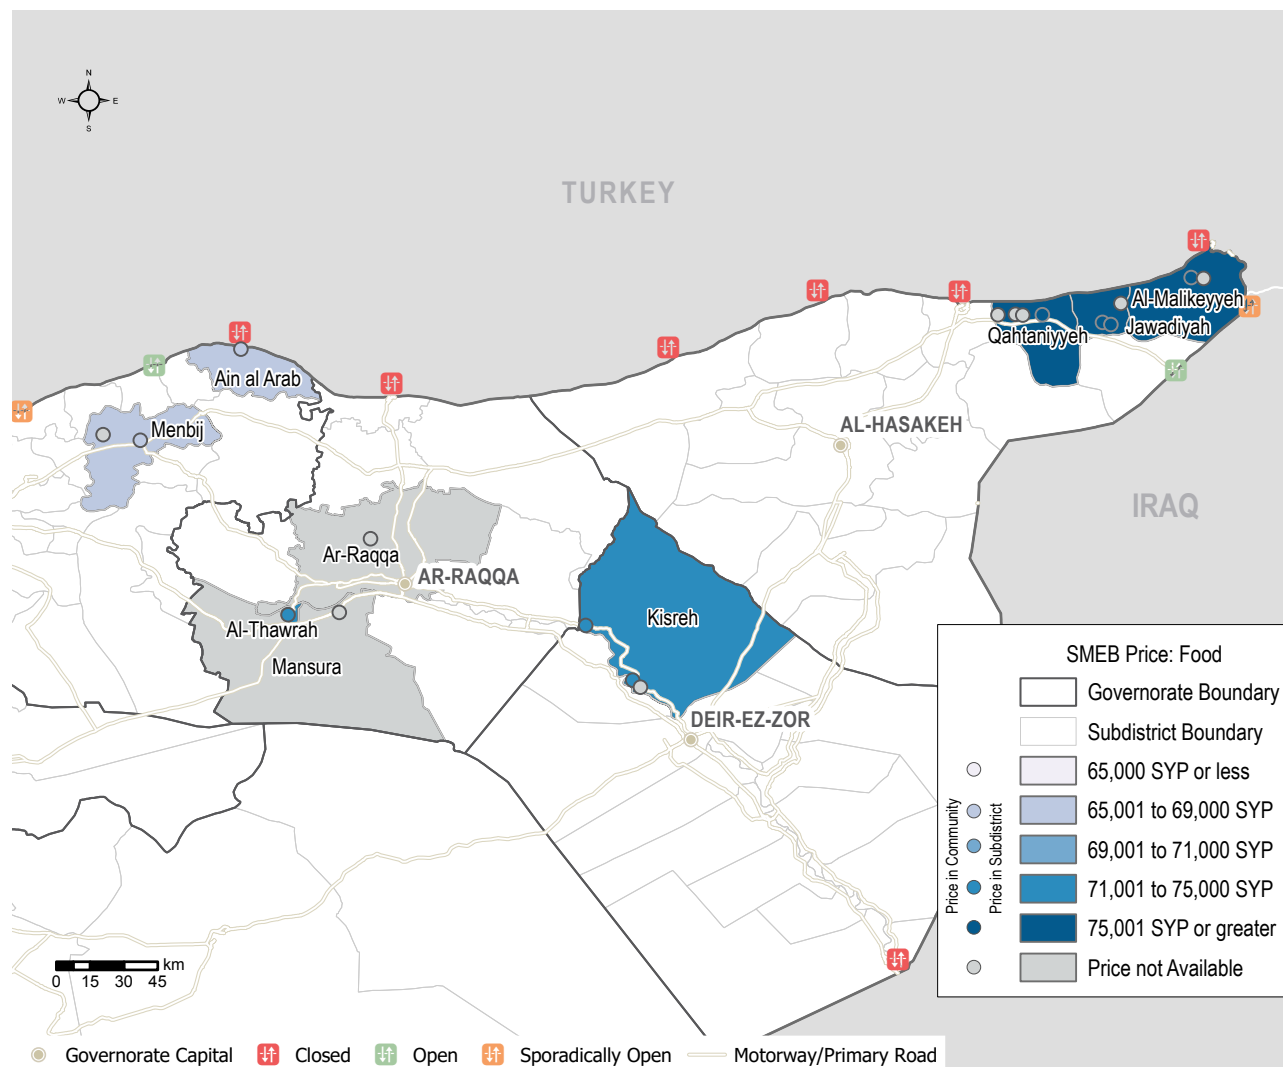 N
W
E
S
TURKEY
Al-Malikeyyeh
Jawadiyah
Qahtaniyyeh
Ain al Arab
Menbij
AL-HASAKEH
IRAQ
Ar-Raqqa
AR-RAQQA
Al-Thawrah
Kisreh
Mansura
DEIR-EZ-ZOR
SMEB Price: Food
Governorate Boundary
Subdistrict Boundary
65,000 SYP or less
65,001 to 69,000 SYP
69,001 to 71,000 SYP
71,001 to 75,000 SYP
75,001 SYP or greater
Price not Available
Price in Community
Price in Subdistrict
km
0 15 30 45
Governorate Capital
Closed
Open
Sporadically Open
Motorway/Primary Road